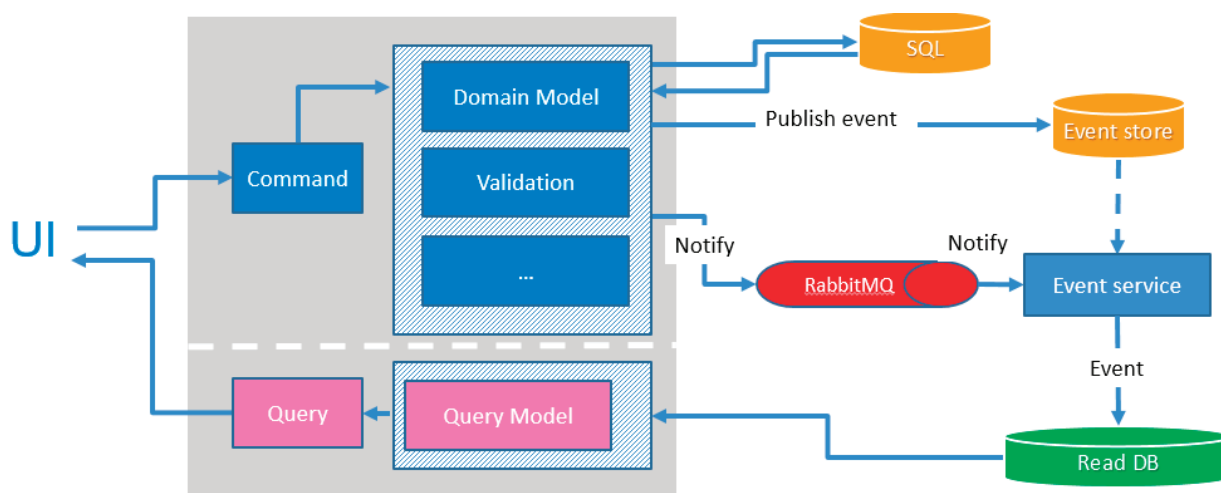 SQL
Domain Model
Publish event
Event store
Command
Validation
UI
Notify
Notify
...
RabbitMQ
Event service
Event
Query
Query Model
Read DB